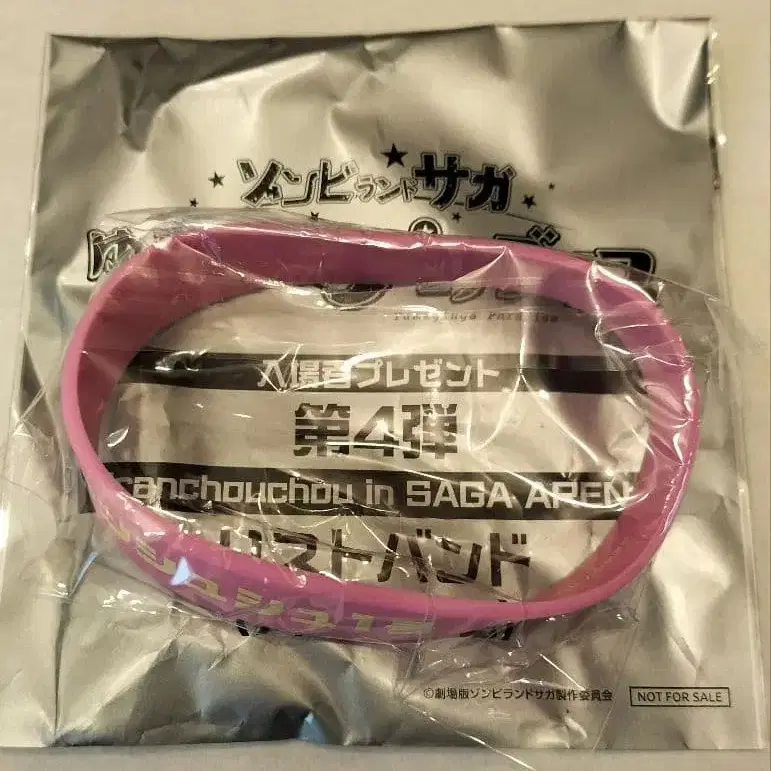 ゾンビランドサガ
Yumeginga Paradise
入場者プレゼント
第4弾
ranchouchou in SAGA AREN
リストバンド
©劇場版ゾンビランドサガ製作委員会
NOT FOR SALE